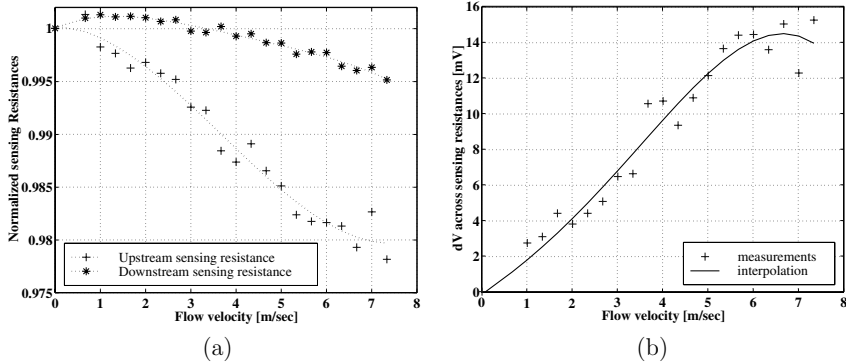 Normalized sensing Resistances
1
0.995
0.99
0.985
0.98
0.975
0 1 2 3 4 5 6 7 8
Flow velocity [m/sec]
Upstream sensing resistance
Downstream sensing resistance
(a)
dV across sensing resistances [mV]
16
14
12
10
8
6
4
2
0
0 1 2 3 4 5 6 7 8
Flow velocity [m/sec]
measurements
interpolation
(b)